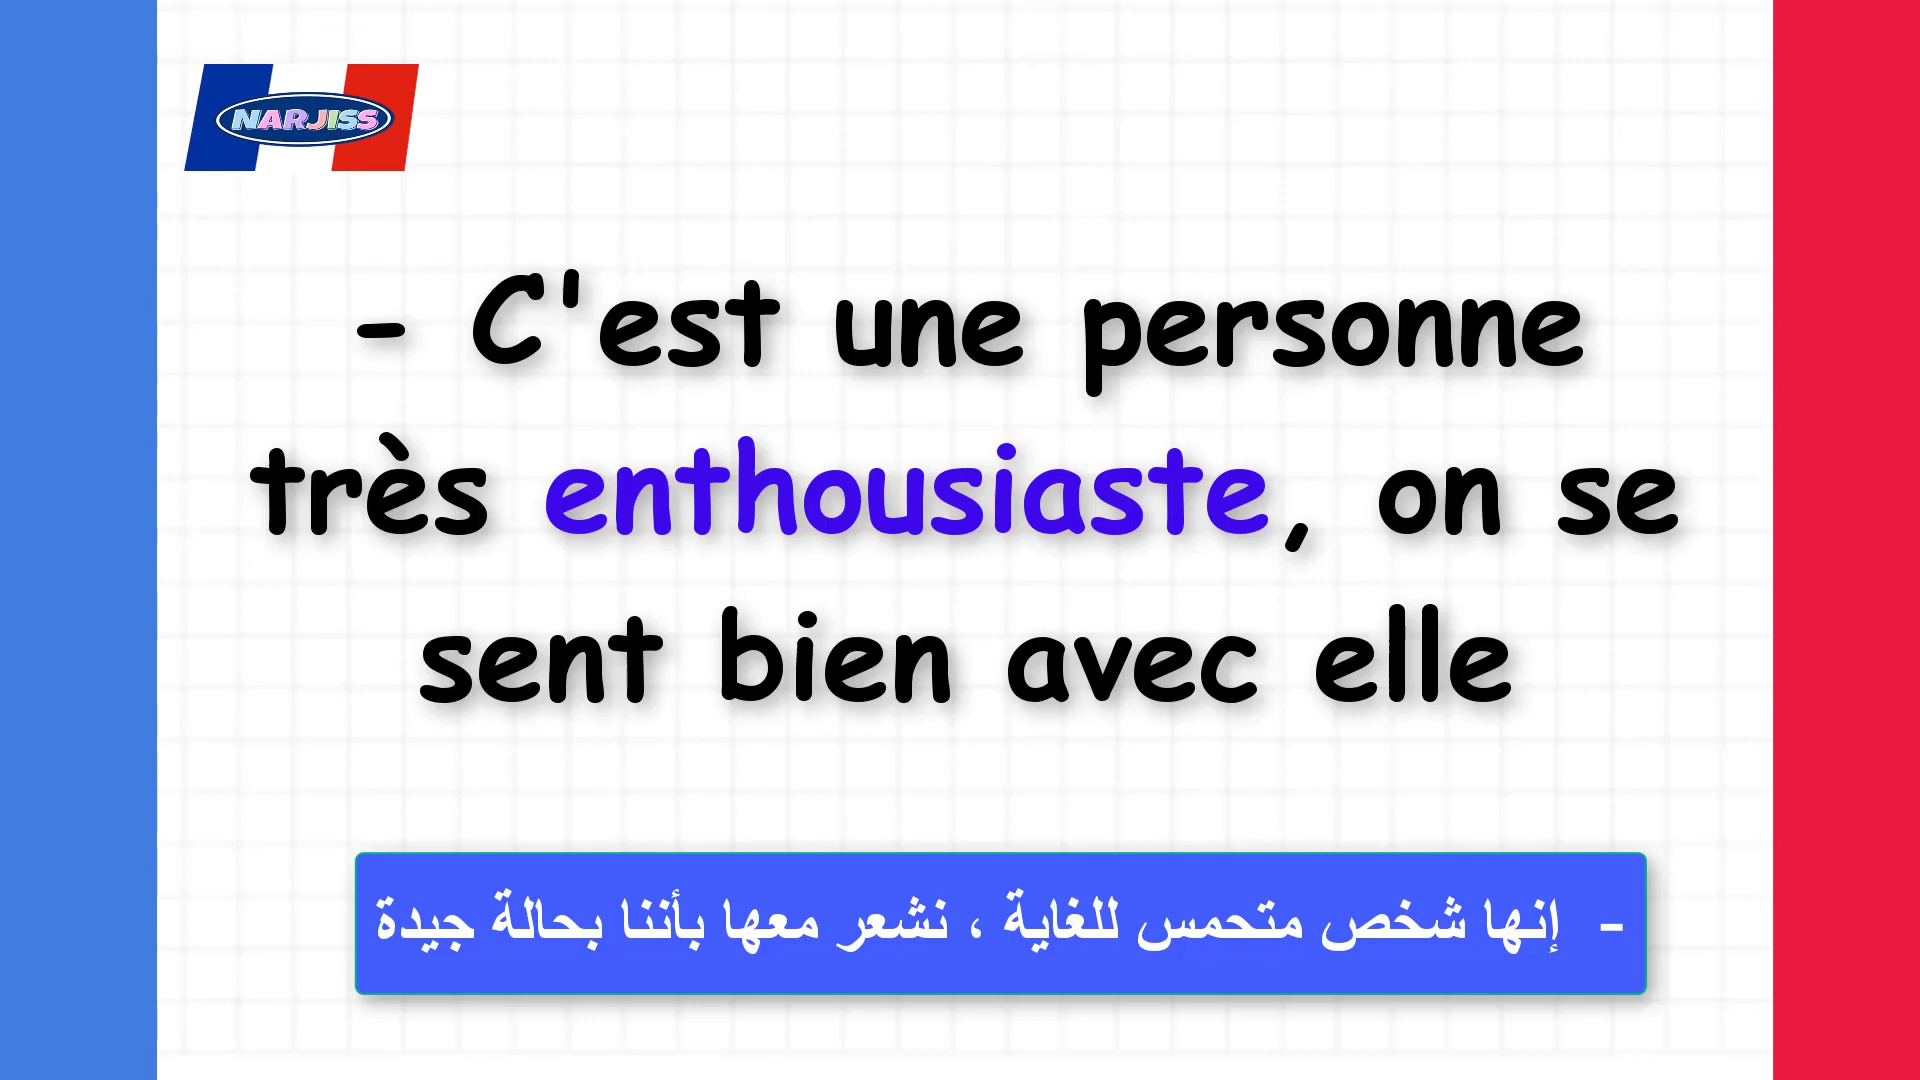 NARJISS
- C'est une personne
très enthousiaste, on se
sent bien avec elle
- إنها شخص متحمس للغاية ، نشعر معها بأننا بحالة جيدة